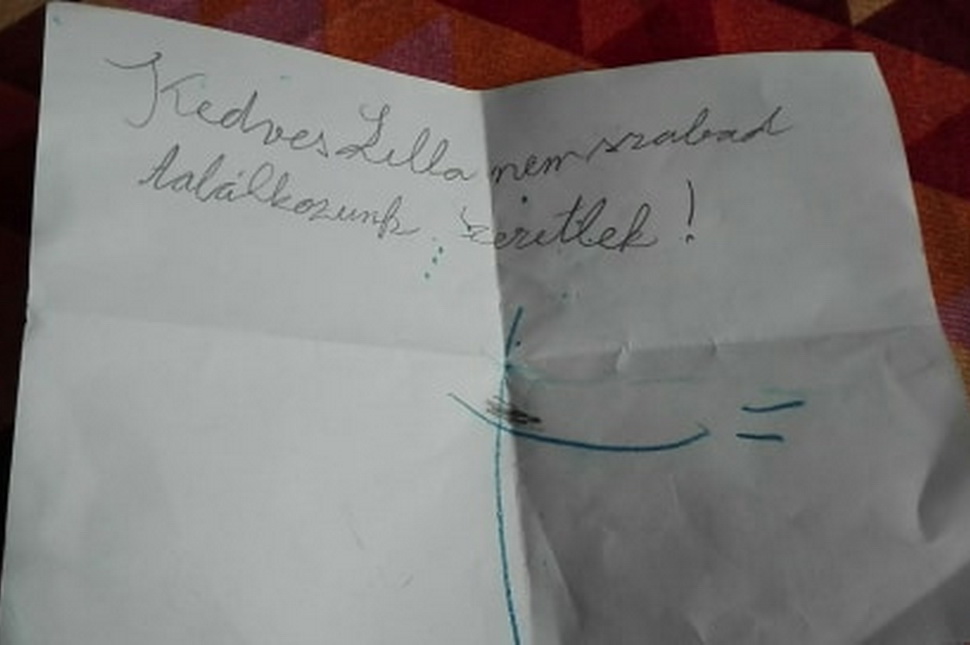 Kedves Lilla nem szabad
találkozunk, szeretlek!